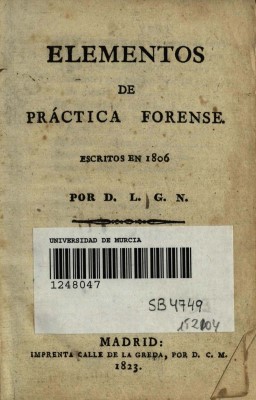 ELEMENTOS
DE
PRÁCTICA FORENSE.
ESCRITOS EN 1806
POR D. L. G. N.
UNIVERSIDAD DE MURCIA
1248047
SB 4749
152004
MADRID:
IMPRENTA CALLE DE LA GREDA, POR D. C. M.
1823.